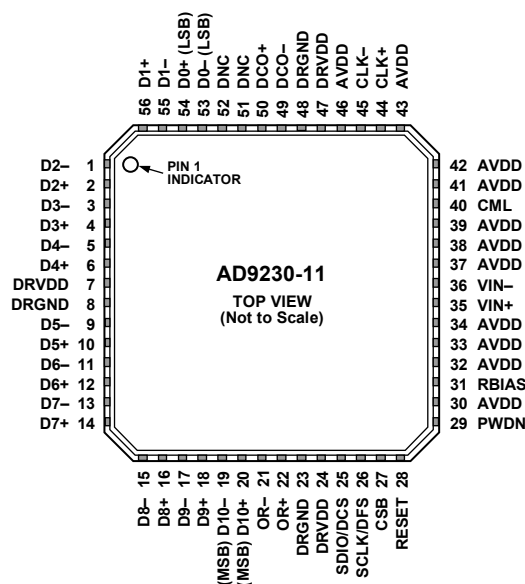 56 D1+
55 D1–
54 D0+ (LSB)
53 D0– (LSB)
52 DNC
51 DNC
50 DCO+
49 DCO–
48 DRGND
47 DRVDD
46 AVDD
45 CLK–
44 CLK+
43 AVDD
PIN 1
INDICATOR
D2– 1
D2+ 2
D3– 3
D3+ 4
D4– 5
D4+ 6
DRVDD 7
DRGND 8
D5– 9
D5+ 10
D6– 11
D6+ 12
D7– 13
D7+ 14
AD9230-11
TOP VIEW
(Not to Scale)
42 AVDD
41 AVDD
40 CML
39 AVDD
38 AVDD
37 AVDD
36 VIN–
35 VIN+
34 AVDD
33 AVDD
32 AVDD
31 RBIAS
30 AVDD
29 PWDN
D8– 15
D8+ 16
D9– 17
D9+ 18
(MSB) D10– 19
(MSB) D10+ 20
OR– 21
OR+ 22
DRGND 23
DRVDD 24
SDIO/DCS 25
SCLK/DFS 26
CSB 27
RESET 28